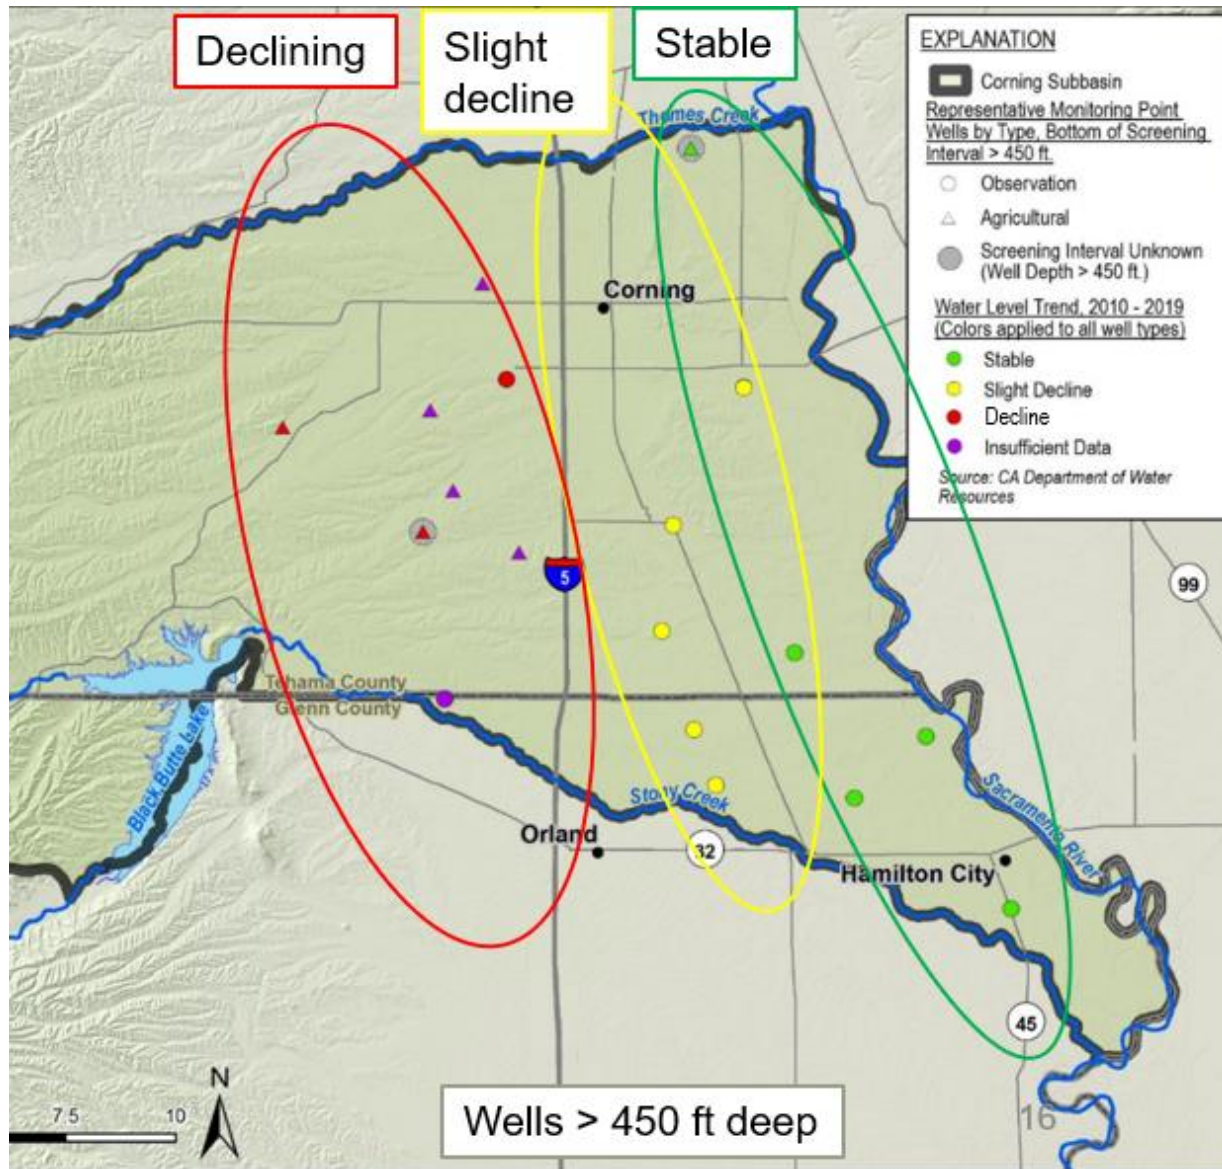 Declining
Slight
decline
Stable
EXPLANATION
Corning Subbasin
Representative Monitoring Point
Wells by Type, Bottom of Screening
Interval > 450 ft.
Observation
Agricultural
Screening Interval Unknown
(Well Depth > 450 ft.)
Water Level Trend, 2010 - 2019
(Colors applied to all well types)
Stable
Slight Decline
Decline
Insufficient Data
Source: CA Department of Water
Resources
Thomes Creek
Corning
5
99
Tehama County
Glenn County
Black Butte Lake
Stony Creek
Sacramento River
Orland
32
Hamilton City
45
N
7.5 10
16
Wells > 450 ft deep